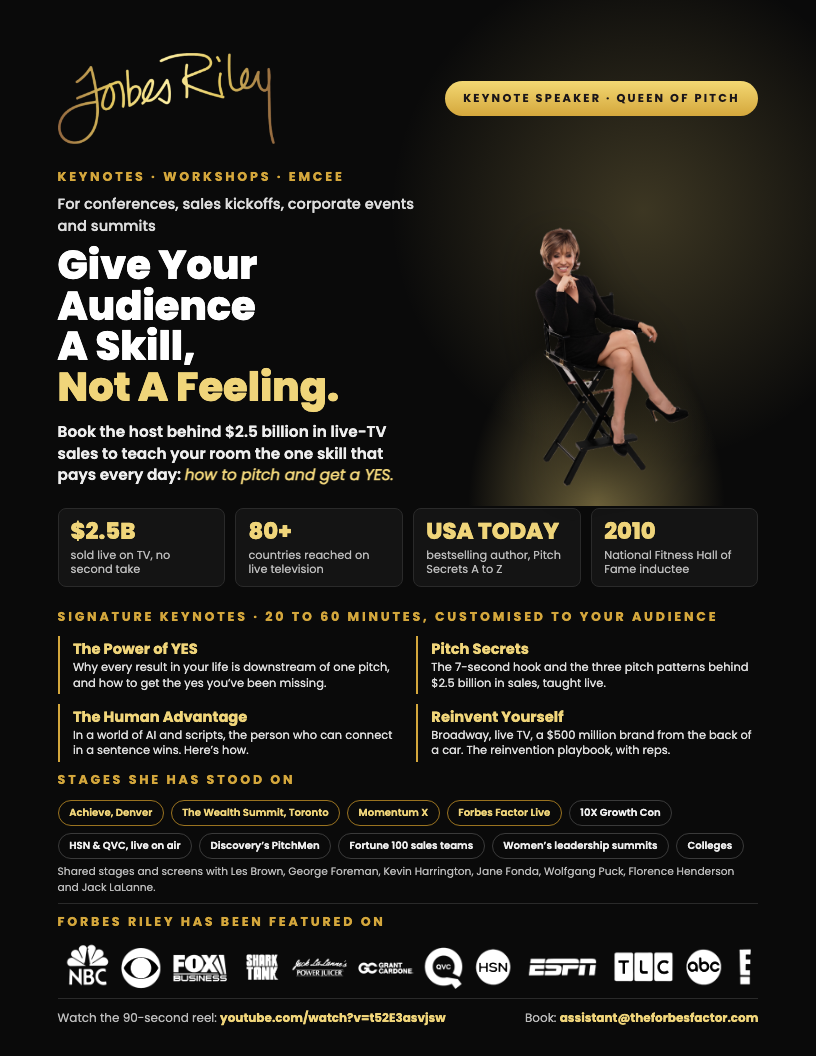 Forbes Riley
KEYNOTE SPEAKER · QUEEN OF PITCH
KEYNOTES · WORKSHOPS · EMCEE
For conferences, sales kickoffs, corporate events
and summits
Give Your
Audience
A Skill,
Not A Feeling.
Book the host behind $2.5 billion in live-TV
sales to teach your room the one skill that
pays every day: how to pitch and get a YES.
$2.5B
sold live on TV, no
second take
80+
countries reached on
live television
USA TODAY
bestselling author, Pitch
Secrets A to Z
2010
National Fitness Hall of
Fame inductee
SIGNATURE KEYNOTES · 20 TO 60 MINUTES, CUSTOMISED TO YOUR AUDIENCE
The Power of YES
Why every result in your life is downstream of one pitch,
and how to get the yes you've been missing.
Pitch Secrets
The 7-second hook and the three pitch patterns behind
$2.5 billion in sales, taught live.
The Human Advantage
In a world of AI and scripts, the person who can connect
in a sentence wins. Here's how.
Reinvent Yourself
Broadway, live TV, a $500 million brand from the back of
a car. The reinvention playbook, with reps.
STAGES SHE HAS STOOD ON
Achieve, Denver
The Wealth Summit, Toronto
Momentum X
Forbes Factor Live
10X Growth Con
HSN & QVC, live on air
Discovery's PitchMen
Fortune 100 sales teams
Women's leadership summits
Colleges
Shared stages and screens with Les Brown, George Foreman, Kevin Harrington, Jane Fonda, Wolfgang Puck, Florence Henderson
and Jack LaLanne.
FORBES RILEY HAS BEEN FEATURED ON
NBC
FOX
BUSINESS
SHARK
TANK
Jack LaLanne's
POWER JUICER
GC GRANT
CARDONE
QVC
HSN
ESPN
TLC
abc
E
Watch the 90-second reel: youtube.com/watch?v=t52E3asvjsw
Book: assistant@theforbesfactor.com